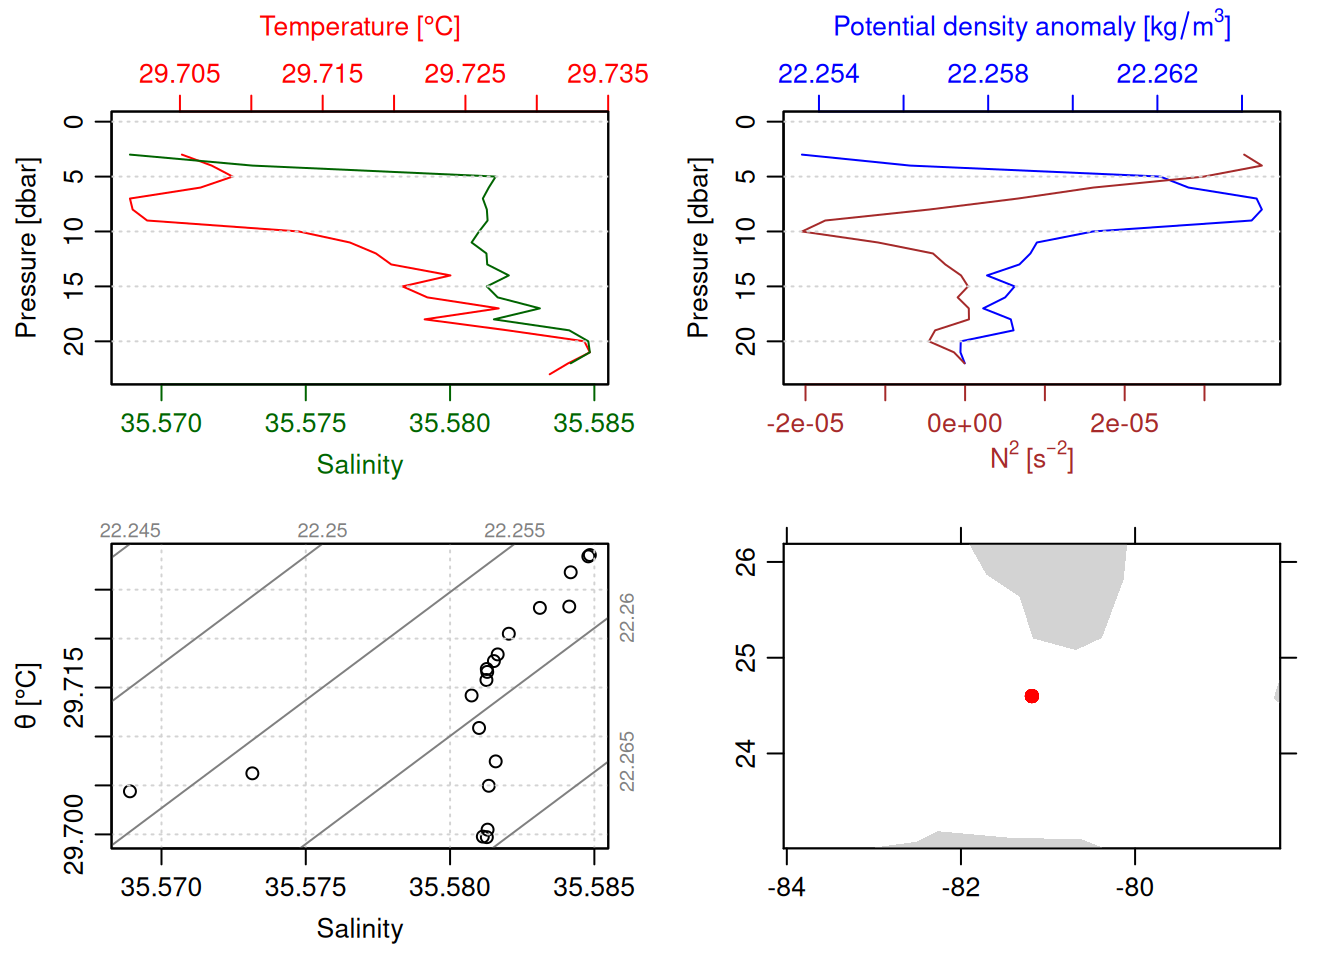 Temperature [°C]
29.705 29.715 29.725 29.735
0
5
10
15
20
Pressure [dbar]
35.570 35.575 35.580 35.585
Salinity
Potential density anomaly [kg/m³]
22.254 22.258 22.262
0
5
10
15
20
Pressure [dbar]
-2e-05 0e+00 2e-05
N² [s⁻²]
22.245 22.25 22.255
22.26
22.265
θ [°C]
29.715
29.700
35.570 35.575 35.580 35.585
Salinity
26
25
24
-84 -82 -80